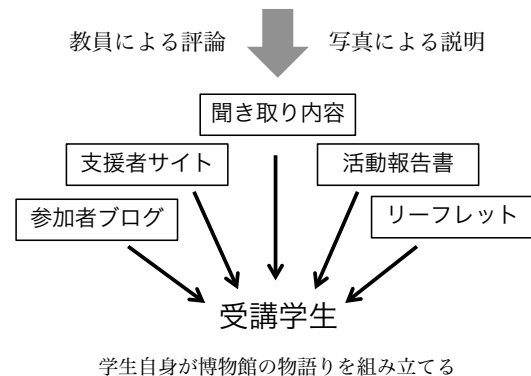 教員による評論 写真による説明
聞き取り内容
支援者サイト 活動報告書
参加者ブログ リーフレット
受講学生
学生自身が博物館の物語りを組み立てる